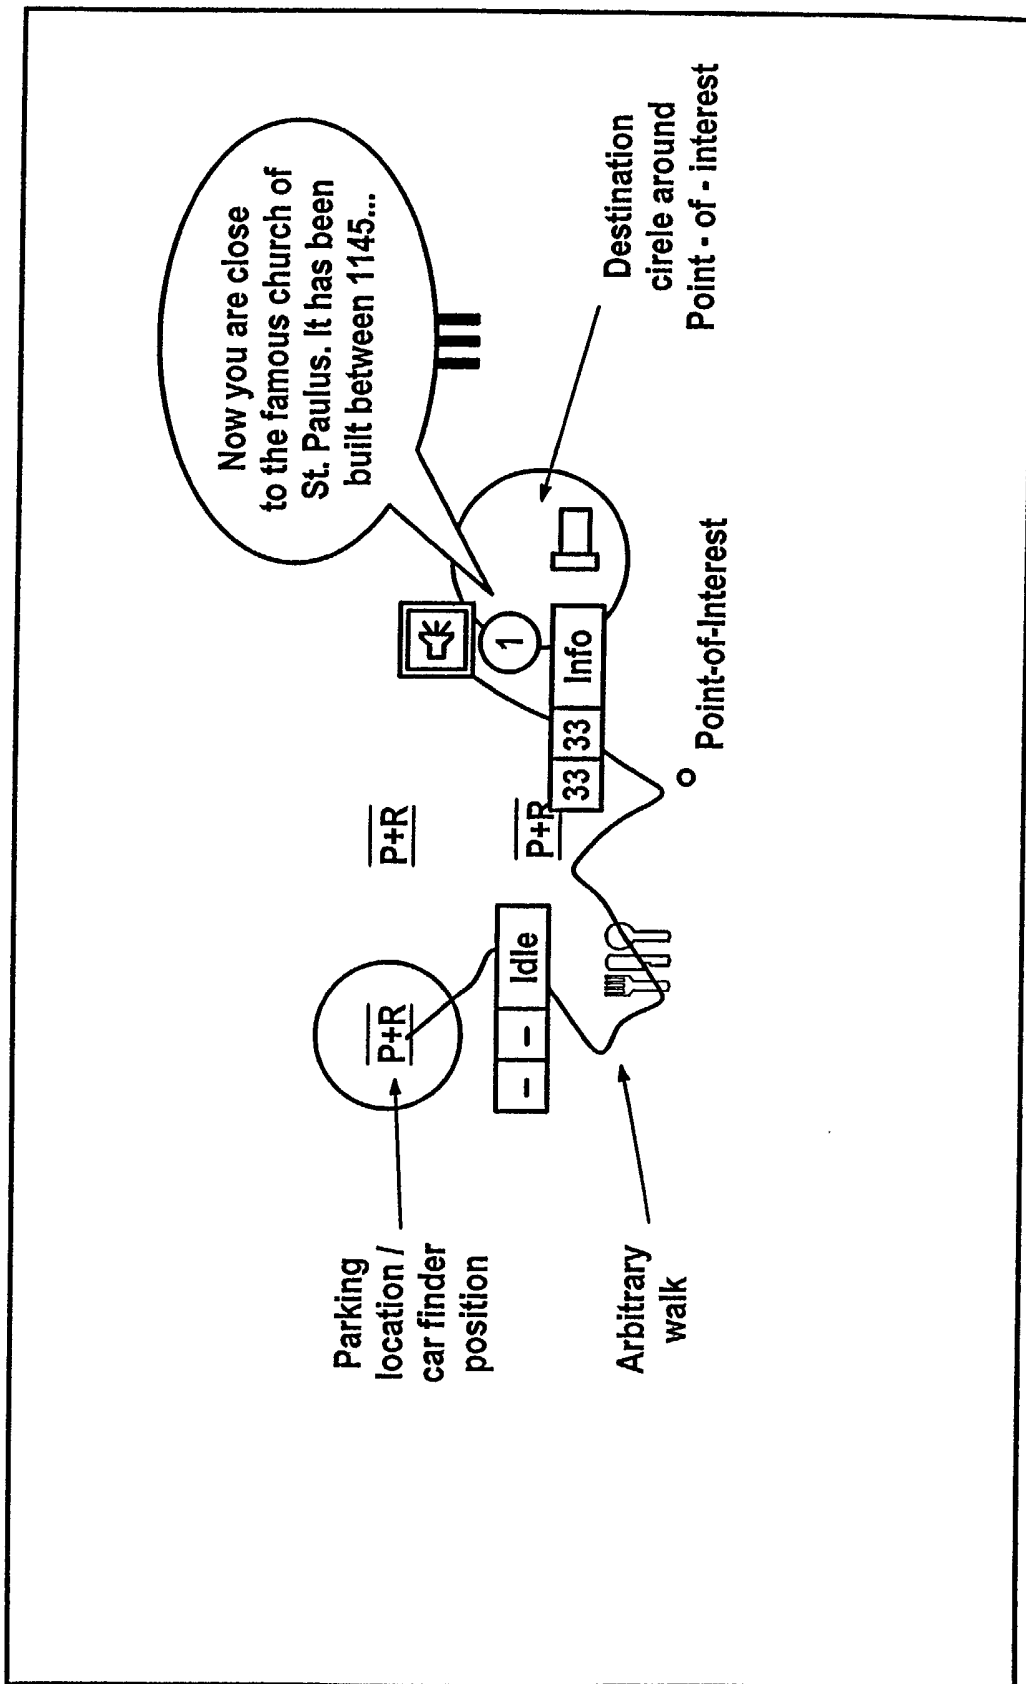 Now you are close
to the famous church of
St. Paulus. It has been
built between 1145...
Destination
cirele around
Point - of - interest
1
33 33 Info
Point-of-Interest
P+R
P+R
P+R
- - Idle
Parking
location /
car finder
position
Arbitrary
walk